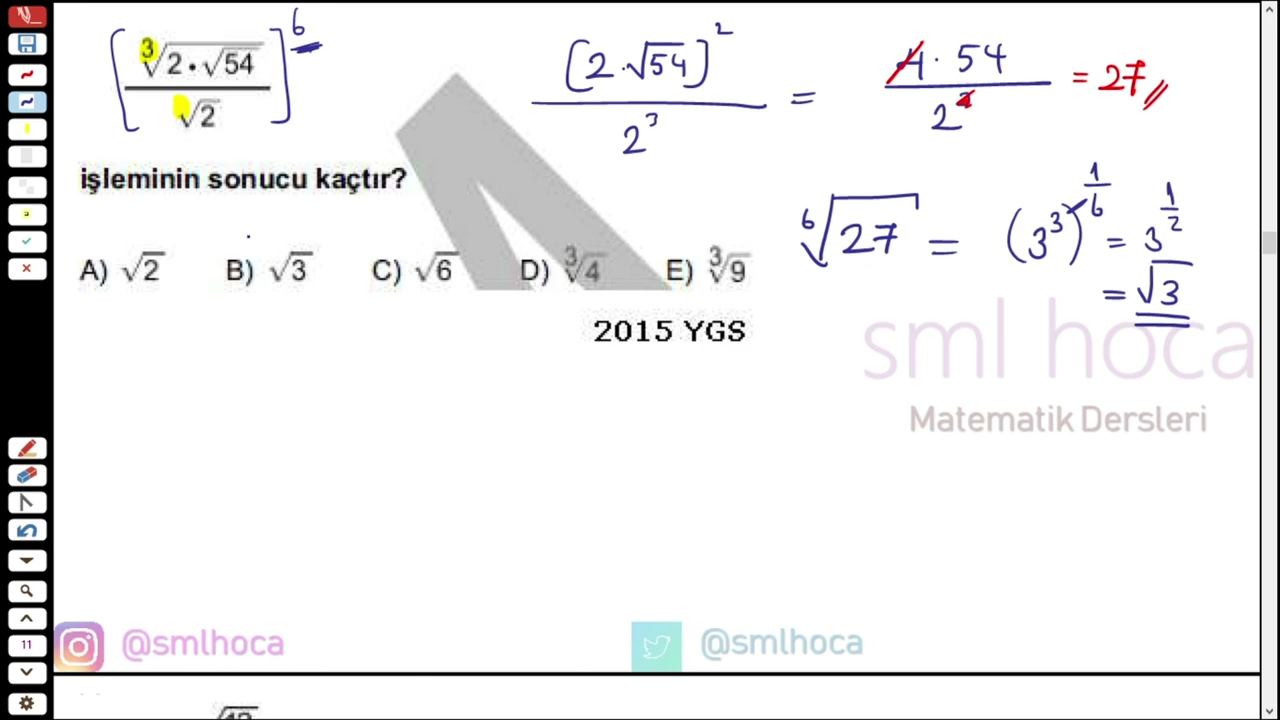 [∛(2•√54) / √2]⁶
(2·√54)² / 2³ = 4·54 / 2³ = 27
işleminin sonucu kaçtır?
⁶√27 = (3³)^(1/6) = 3^(1/2)
= √3
A) √2 B) √3 C) √6 D) ∛4 E) ∛9
2015 YGS
sml hoca
Matematik Dersleri
11
@smlhoca @smlhoca